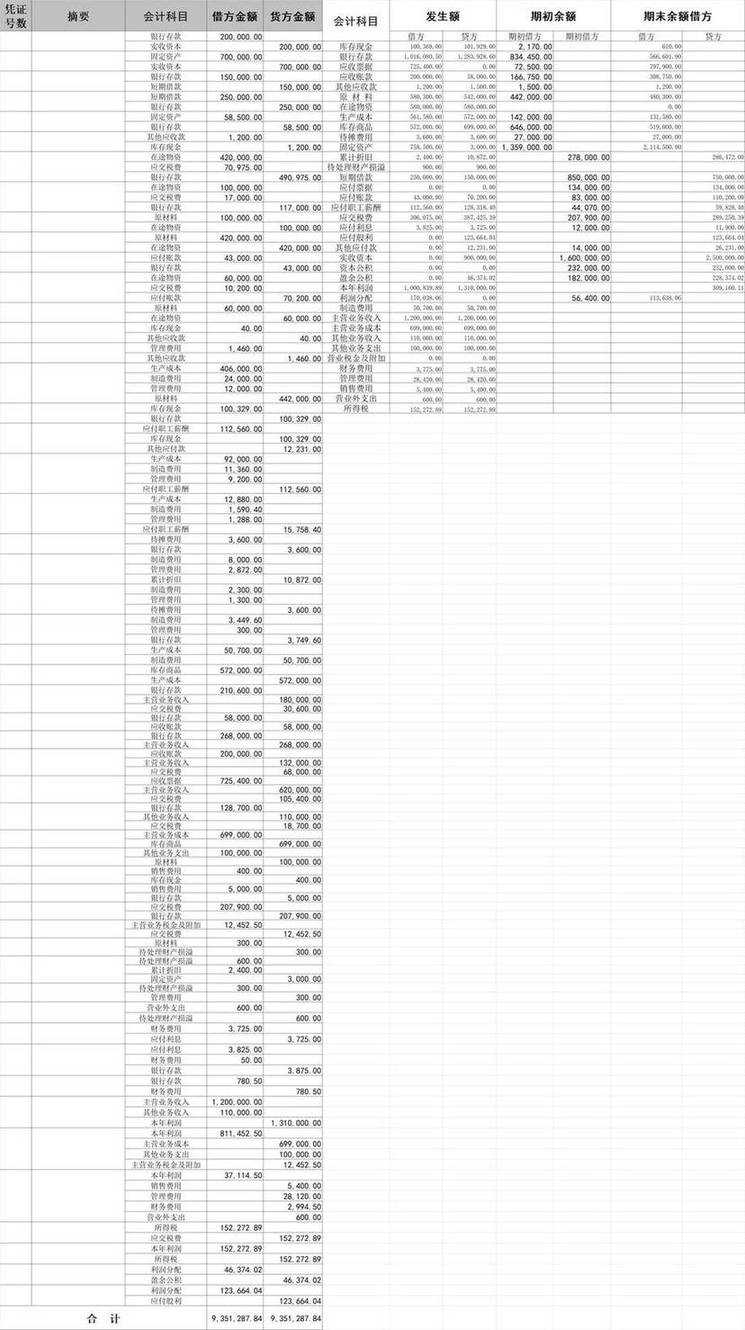 凭证号数 摘要 会计科目 借方金额 货方金额
银行存款 200,000.00
实收资本 200,000.00
固定资产 700,000.00
实收资本 700,000.00
银行存款 150,000.00
短期借款 150,000.00
短期借款 250,000.00
银行存款 250,000.00
固定资产 58,500.00
银行存款 58,500.00
其他应收款 1,200.00
库存现金 1,200.00
在途物资 420,000.00
应交税费 70,975.00
银行存款 490,975.00
在途物资 100,000.00
应交税费 17,000.00
银行存款 117,000.00
原材料 100,000.00
在途物资 100,000.00
原材料 420,000.00
在途物资 420,000.00
应付账款 43,000.00
银行存款 43,000.00
在途物资 60,000.00
应交税费 10,200.00
应付账款 70,200.00
原材料 60,000.00
在途物资 60,000.00
库存现金 40.00
其他应收款 40.00
管理费用 1,460.00
其他应收款 1,460.00
生产成本 406,000.00
制造费用 24,000.00
管理费用 12,000.00
原材料 442,000.00
库存现金 100,329.00
银行存款 100,329.00
应付职工薪酬 112,560.00
库存现金 100,329.00
其他应付款 12,231.00
生产成本 92,000.00
制造费用 11,360.00
管理费用 9,200.00
应付职工薪酬 112,560.00
生产成本 12,880.00
制造费用 1,590.40
管理费用 1,288.00
应付职工薪酬 15,758.40
待摊费用 3,600.00
银行存款 3,600.00
制造费用 8,000.00
管理费用 2,872.00
累计折旧 10,872.00
制造费用 2,300.00
管理费用 1,300.00
待摊费用 3,600.00
制造费用 3,449.60
管理费用 300.00
银行存款 3,749.60
生产成本 50,700.00
制造费用 50,700.00
库存商品 572,000.00
生产成本 572,000.00
银行存款 210,600.00
主营业务收入 180,000.00
应交税费 30,600.00
银行存款 58,000.00
应收账款 58,000.00
银行存款 268,000.00
主营业务收入 268,000.00
应收账款 200,000.00
主营业务收入 132,000.00
应交税费 68,000.00
应收票据 725,400.00
主营业务收入 620,000.00
应交税费 105,400.00
银行存款 128,700.00
其他业务收入 110,000.00
应交税费 18,700.00
主营业务成本 699,000.00
库存商品 699,000.00
其他业务支出 100,000.00
原材料 100,000.00
销售费用 400.00
库存现金 400.00
销售费用 5,000.00
银行存款 5,000.00
应交税费 207,900.00
银行存款 207,900.00
主营业务税金及附加 12,452.50
应交税费 12,452.50
原材料 300.00
待处理财产损溢 300.00
待处理财产损溢 600.00
累计折旧 2,400.00
固定资产 3,000.00
待处理财产损溢 300.00
管理费用 300.00
营业外支出 600.00
待处理财产损溢 600.00
财务费用 3,725.00
应付利息 3,725.00
应付利息 3,825.00
财务费用 50.00
银行存款 3,875.00
银行存款 780.50
财务费用 780.50
主营业务收入 1,200,000.00
其他业务收入 110,000.00
本年利润 1,310,000.00
本年利润 811,452.50
主营业务成本 699,000.00
其他业务支出 100,000.00
主营业务税金及附加 12,452.50
本年利润 37,114.50
销售费用 5,400.00
管理费用 28,120.00
财务费用 2,994.50
营业外支出 600.00
所得税 152,272.89
应交税费 152,272.89
本年利润 152,272.89
所得税 152,272.89
利润分配 46,374.02
盈余公积 46,374.02
利润分配 123,664.04
应付股利 123,664.04
合 计 9,351,287.84 9,351,287.84
会计科目 发生额 期初余额 期末余额借方
借方 贷方 期初借方 期初借方 借方 贷方
库存现金 100,369.00 101,929.00 2,170.00 610.00
银行存款 1,016,080.50 1,283,928.60 834,450.00 566,601.90
应收票据 725,400.00 0.00 72,500.00 797,900.00
应收账款 200,000.00 58,000.00 166,750.00 308,750.00
其他应收款 1,200.00 1,500.00 1,500.00 1,200.00
原 材 料 580,300.00 542,000.00 442,000.00 480,300.00
在途物资 580,000.00 580,000.00 0.00
生产成本 561,580.00 572,000.00 142,000.00 131,580.00
库存商品 572,000.00 699,000.00 646,000.00 519,000.00
待摊费用 3,600.00 3,600.00 27,000.00 27,000.00
固定资产 758,500.00 3,000.00 1,359,000.00 2,114,500.00
累计折旧 2,400.00 10,872.00 278,000.00 286,472.00
待处理财产损溢 900.00 900.00
短期借款 250,000.00 150,000.00 850,000.00 750,000.00
应付票据 0.00 0.00 134,000.00 134,000.00
应付账款 43,000.00 70,200.00 83,000.00 110,200.00
应付职工薪酬 112,560.00 128,318.40 44,070.00 59,828.40
应交税费 306,075.00 387,425.39 207,900.00 289,250.39
应付利息 3,825.00 3,725.00 12,000.00 11,900.00
应付股利 0.00 123,664.04 123,664.04
其他应付款 0.00 12,231.00 14,000.00 26,231.00
实收资本 0.00 900,000.00 1,600,000.00 2,500,000.00
资本公积 0.00 0.00 232,000.00 232,000.00
盈余公积 0.00 46,374.02 182,000.00 228,374.02
本年利润 1,000,839.89 1,310,000.00 309,160.11
利润分配 170,038.06 0.00 56,400.00 113,638.06
制造费用 50,700.00 50,700.00
主营业务收入 1,200,000.00 1,200,000.00
主营业务成本 699,000.00 699,000.00
其他业务收入 110,000.00 110,000.00
其他业务支出 100,000.00 100,000.00
营业税金及附加 0.00 0.00
财务费用 3,775.00 3,775.00
管理费用 28,420.00 28,420.00
销售费用 5,400.00 5,400.00
营业外支出 600.00 600.00
所得税 152,272.89 152,272.89